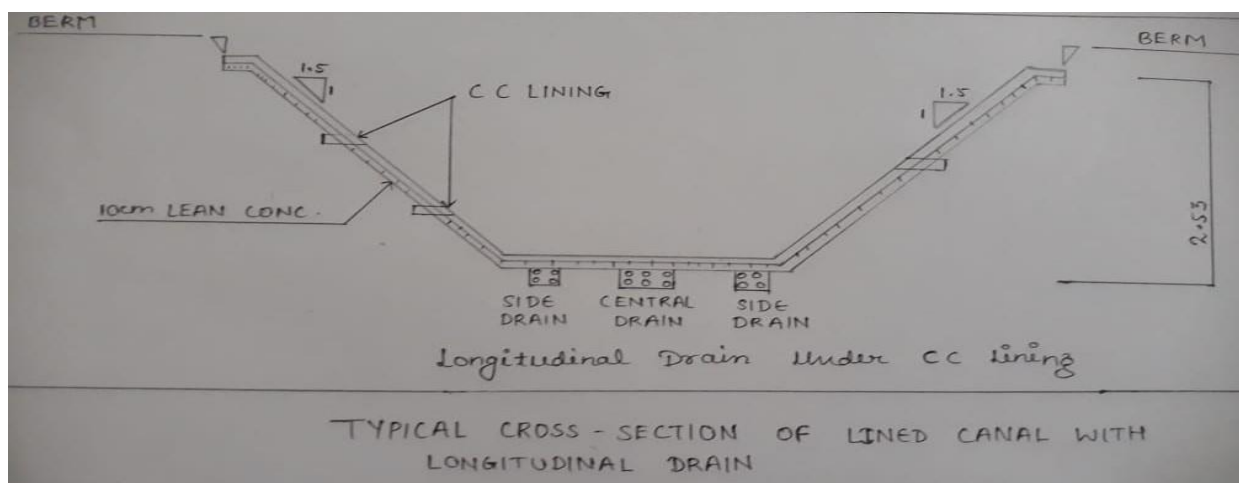 BERM
BERM
1.5
1
C C LINING
1.5
1
10cm LEAN CONC.
2.53
SIDE DRAIN
CENTRAL DRAIN
SIDE DRAIN
Longitudinal Drain Under CC Lining
TYPICAL CROSS-SECTION OF LINED CANAL WITH
LONGITUDINAL DRAIN